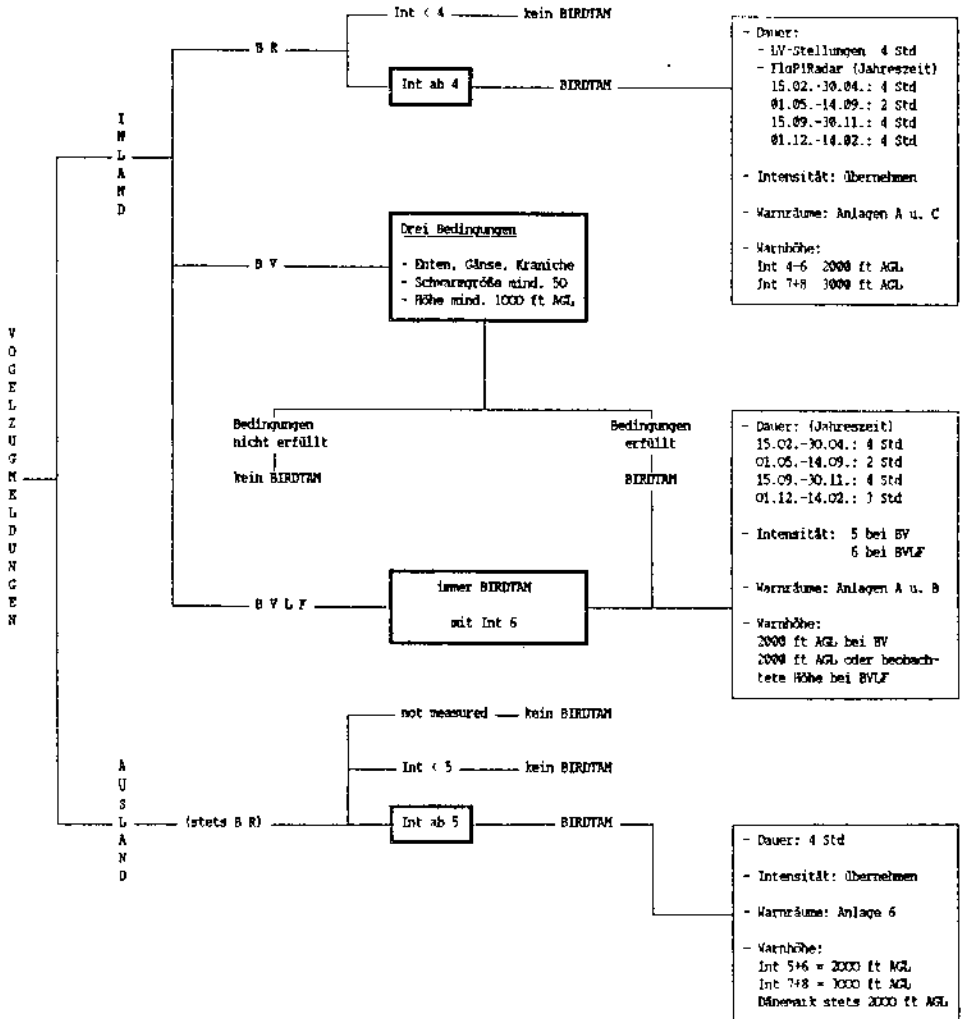 VOGELZUGMELDUNGEN
INLAND
B R
Int < 4
kein BIRDTAM
Int ab 4
BIRDTAM
- Dauer:
- LV-Stellungen 4 Std
- FloPlRadar (Jahreszeit)
15.02.-30.04.: 4 Std
01.05.-14.09.: 2 Std
15.09.-30.11.: 4 Std
01.12.-14.02.: 4 Std
- Intensität: übernehmen
- Warnräume: Anlagen A u. C
- Warnhöhe:
Int 4-6 2000 ft AGL
Int 7+8 3000 ft AGL
B V
Drei Bedingungen
- Enten, Gänse, Kraniche
- Schwarmgröße mind. 50
- Höhe mind. 1000 ft AGL
Bedingungen
nicht erfüllt
kein BIRDTAM
Bedingungen
erfüllt
BIRDTAM
B V L F
immer BIRDTAM
mit Int 6
- Dauer: (Jahreszeit)
15.02.-30.04.: 4 Std
01.05.-14.09.: 2 Std
15.09.-30.11.: 4 Std
01.12.-14.02.: 3 Std
- Intensität: 5 bei BV
6 bei BVLF
- Warnräume: Anlagen A u. B
- Warnhöhe:
2000 ft AGL bei BV
2000 ft AGL oder beobach-
tete Höhe bei BVLF
AUSLAND
(stets B R)
not measured
kein BIRDTAM
Int < 5
kein BIRDTAM
Int ab 5
BIRDTAM
- Dauer: 4 Std
- Intensität: übernehmen
- Warnräume: Anlage 6
- Warnhöhe:
Int 5+6 = 2000 ft AGL
Int 7+8 = 3000 ft AGL
Dänemark stets 2000 ft AGL